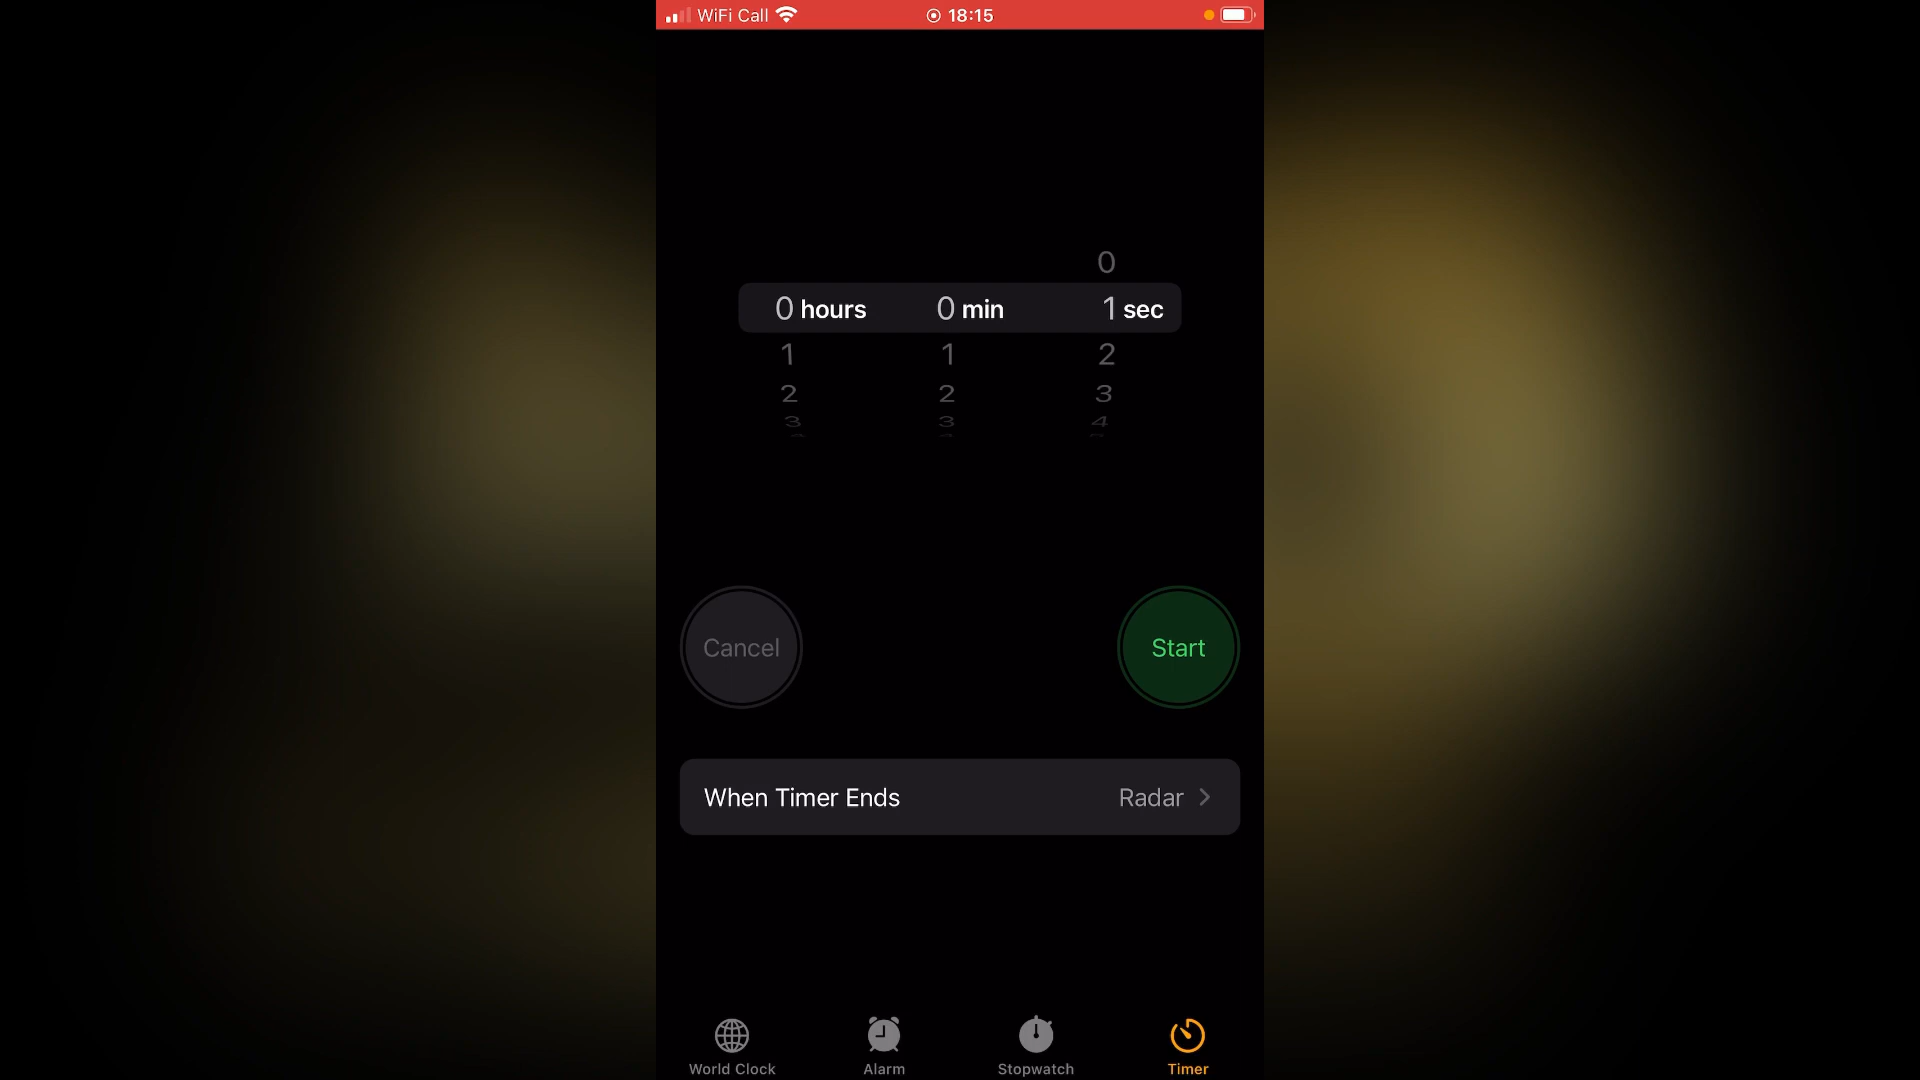 WiFi Call 18:15
0
0 hours 0 min 1 sec
1 1 2
2 2 3
3 3 4
Cancel Start
When Timer Ends Radar
World Clock Alarm Stopwatch Timer